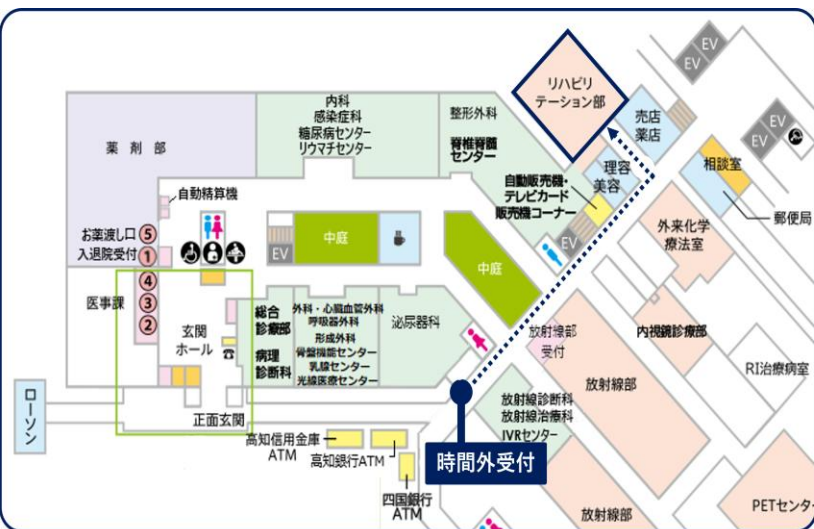 薬剤部
内科
感染症科
糖尿病センター
リウマチセンター
整形外科
脊椎脊髄
センター
リハビリ
テーション部
売店
薬店
EV
EV
EV
EV
相談室
郵便局
理容
美容
自動販売機・
テレビカード
販売機コーナー
外来化学
療法室
自動精算機
お薬渡し口 ⑤
入退院受付 ①
医事課
④
③
②
EV
中庭
中庭
EV
玄関
ホール
総合
診療部
病理
診断科
外科・心臓血管外科
呼吸器外科
形成外科
骨盤機能センター
乳腺センター
光線医療センター
泌尿器科
放射線部
受付
内視鏡診療部
RI治療病室
放射線部
放射線診断科
放射線治療科
IVRセンター
ローソン
正面玄関
高知信用金庫
ATM
高知銀行ATM
四国銀行
ATM
時間外受付
放射線部
PETセンター